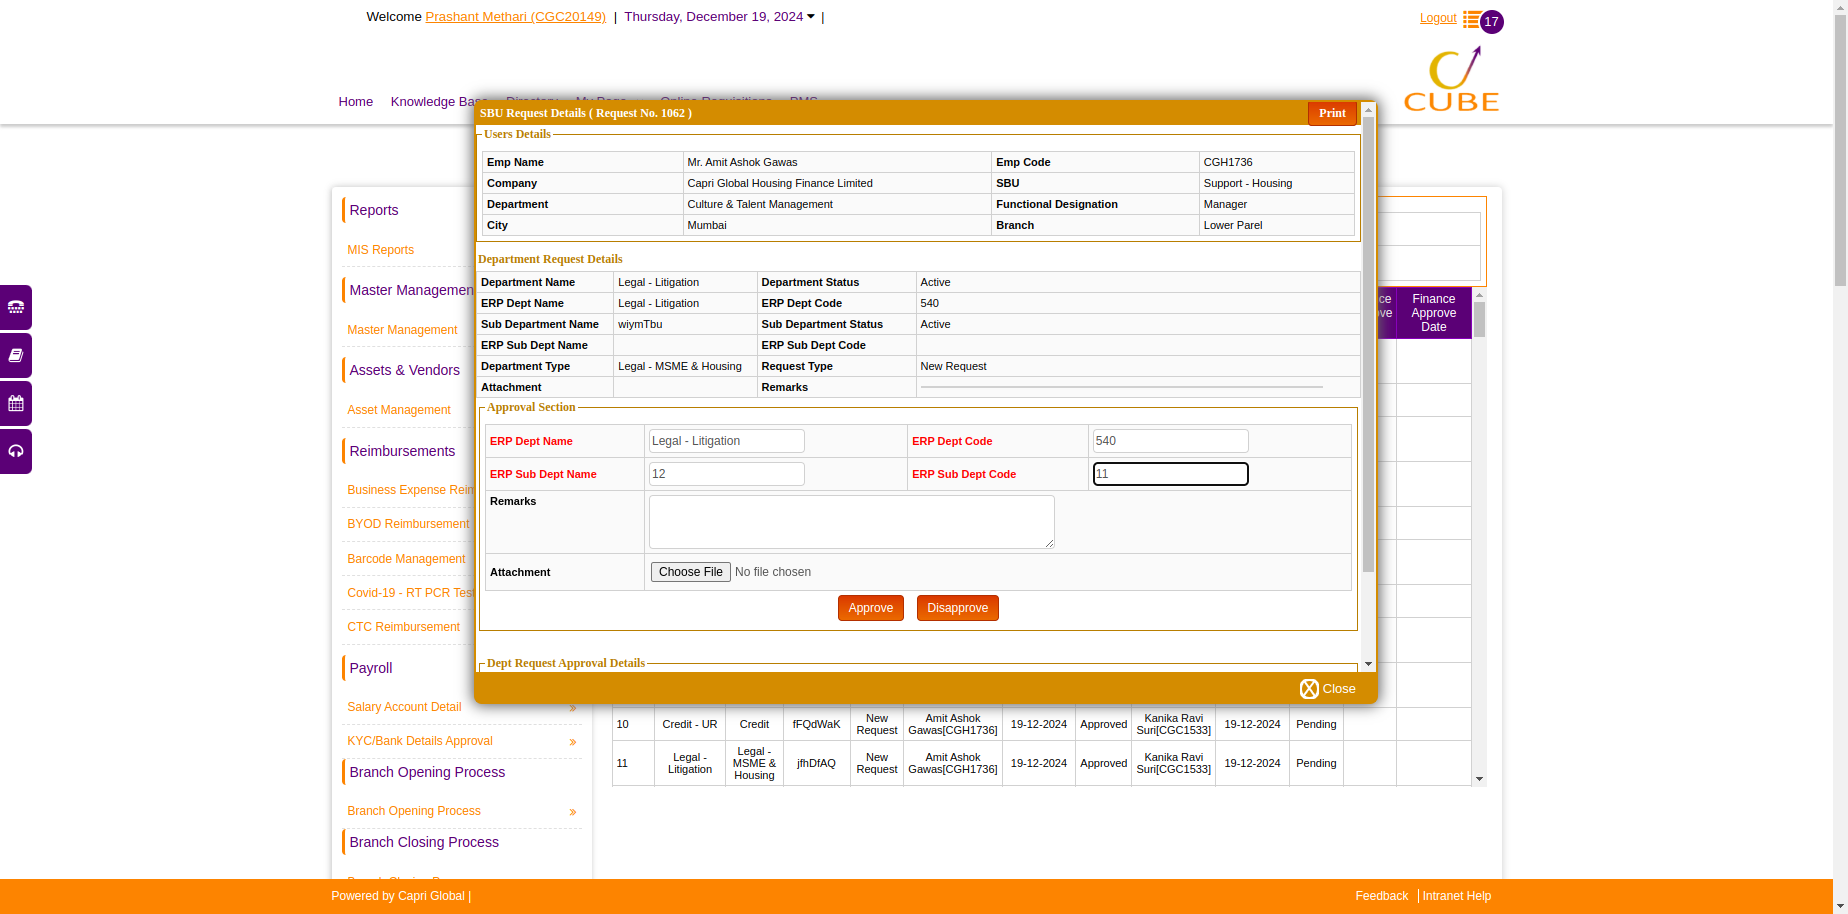 Welcome Prashant Methari (CGC20149) | Thursday, December 19, 2024 |
Logout 17
CUBE
Home Knowledge Base Directory My Page Online Requisitions PMS
SBU Request Details ( Request No. 1062 ) Print
Users Details
Emp Name Mr. Amit Ashok Gawas Emp Code CGH1736
Company Capri Global Housing Finance Limited SBU Support - Housing
Department Culture & Talent Management Functional Designation Manager
City Mumbai Branch Lower Parel
Department Request Details
Department Name Legal - Litigation Department Status Active
ERP Dept Name Legal - Litigation ERP Dept Code 540
Sub Department Name wiymTbu Sub Department Status Active
ERP Sub Dept Name ERP Sub Dept Code
Department Type Legal - MSME & Housing Request Type New Request
Attachment Remarks
Approval Section
ERP Dept Name Legal - Litigation ERP Dept Code 540
ERP Sub Dept Name 12 ERP Sub Dept Code 11
Remarks
Attachment Choose File No file chosen
Approve Disapprove
Dept Request Approval Details
Close
Reports
MIS Reports
Master Managemen
Master Management
Assets & Vendors
Asset Management
Reimbursements
Business Expense Reim
BYOD Reimbursement
Barcode Management
Covid-19 - RT PCR Test
CTC Reimbursement
Payroll
Salary Account Detail »
KYC/Bank Details Approval »
Branch Opening Process
Branch Opening Process »
Branch Closing Process
ce
ve
Finance
Approve
Date
10 Credit - UR Credit fFQdWaK New Request Amit Ashok Gawas[CGH1736] 19-12-2024 Approved Kanika Ravi Suri[CGC1533] 19-12-2024 Pending
11 Legal - Litigation Legal - MSME & Housing jfhDfAQ New Request Amit Ashok Gawas[CGH1736] 19-12-2024 Approved Kanika Ravi Suri[CGC1533] 19-12-2024 Pending
Powered by Capri Global | Feedback | Intranet Help